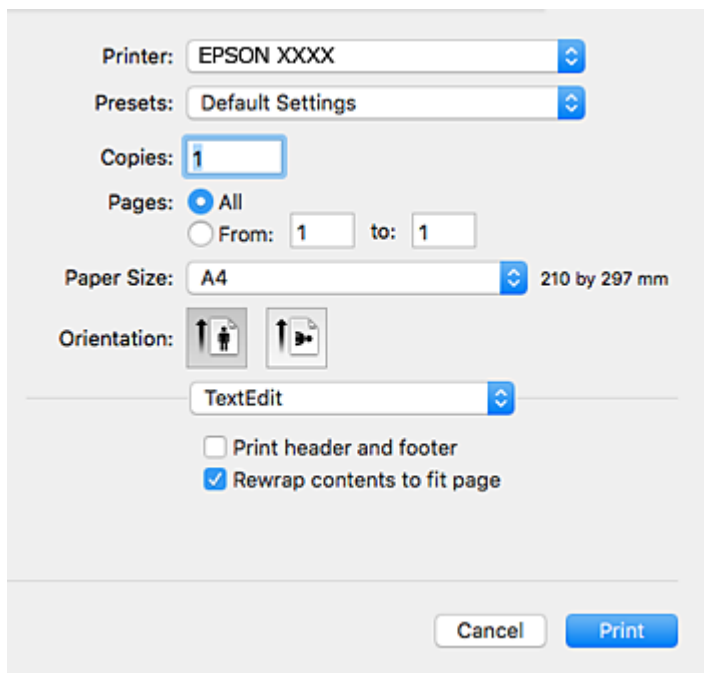 Printer: EPSON XXXX
Presets: Default Settings
Copies: 1
Pages: All
From: 1 to: 1
Paper Size: A4 210 by 297 mm
Orientation:
TextEdit
Print header and footer
Rewrap contents to fit page
Cancel Print